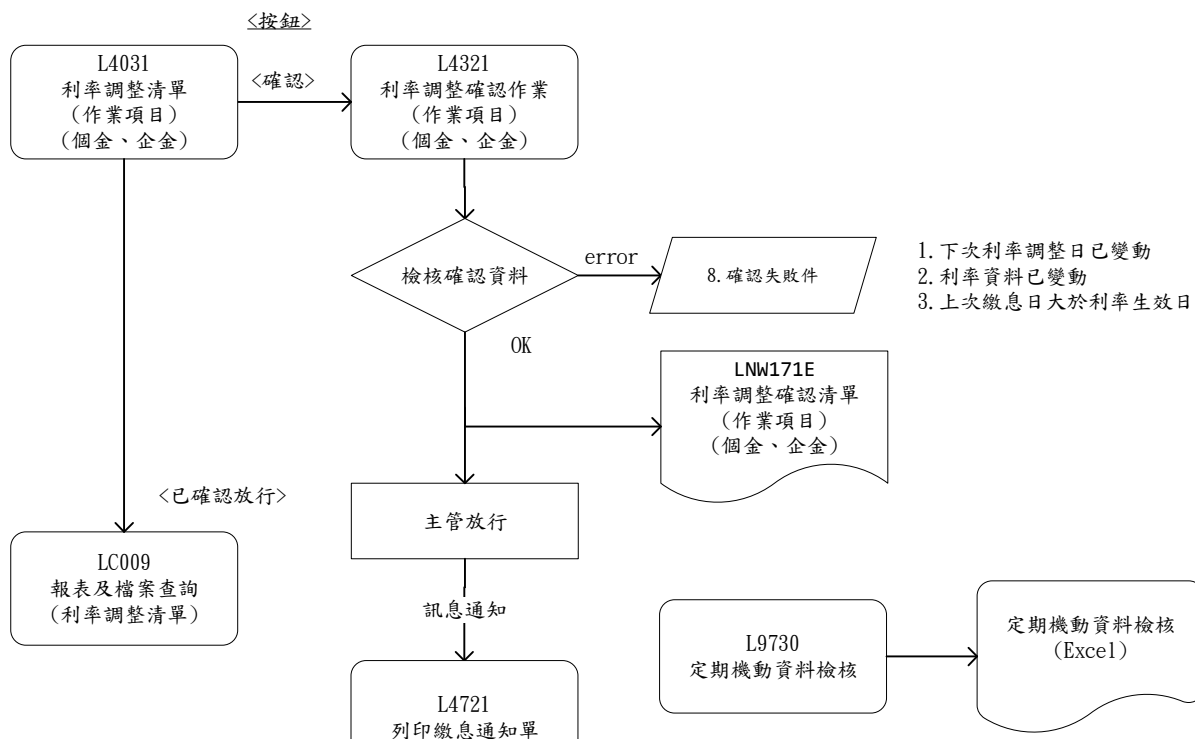 <按鈕>
L4031
利率調整清單
(作業項目)
(個金、企金)
<確認>
L4321
利率調整確認作業
(作業項目)
(個金、企金)
檢核確認資料
error
8.確認失敗件
1.下次利率調整日已變動
2.利率資料已變動
3.上次繳息日大於利率生效日
OK
LNW171E
利率調整確認清單
(作業項目)
(個金、企金)
<已確認放行>
主管放行
LC009
報表及檔案查詢
(利率調整清單)
訊息通知
L4721
列印繳息通知單
L9730
定期機動資料檢核
定期機動資料檢核
(Excel)